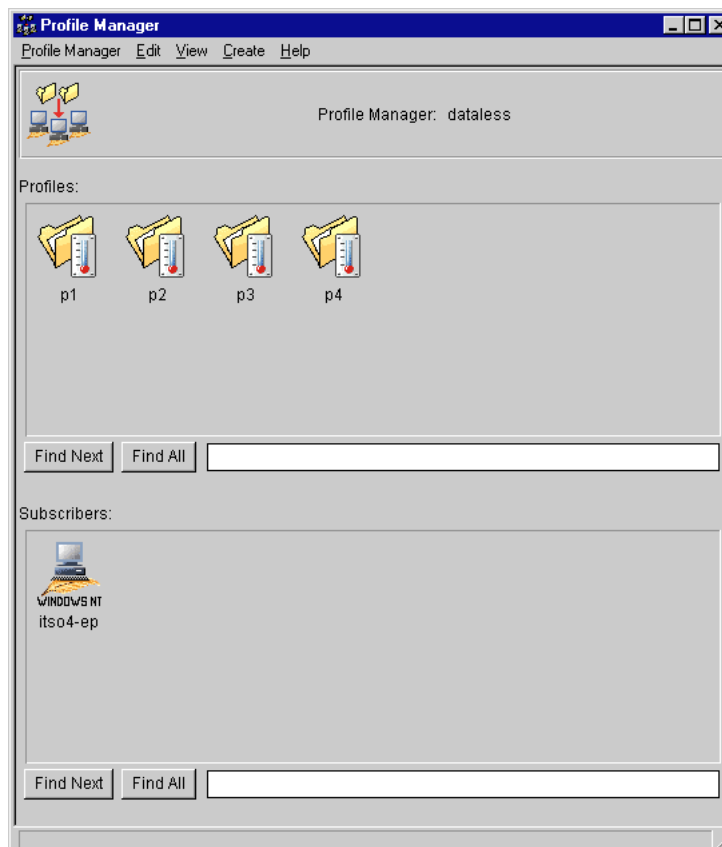 Profile Manager
Profile Manager Edit View Create Help
Profile Manager: dataless
Profiles:
p1 p2 p3 p4
Find Next Find All
Subscribers:
WINDOWS NT
itso4-ep
Find Next Find All